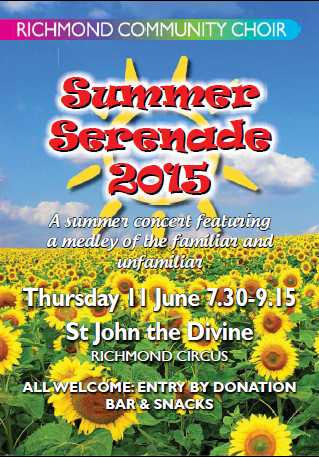 RICHMOND COMMUNITY CHOIR
Summer
Serenade
2015
A summer concert featuring
a medley of the familiar and
unfamiliar
Thursday 11 June 7.30-9.15
St John the Divine
RICHMOND CIRCUS
ALL WELCOME: ENTRY BY DONATION
BAR & SNACKS